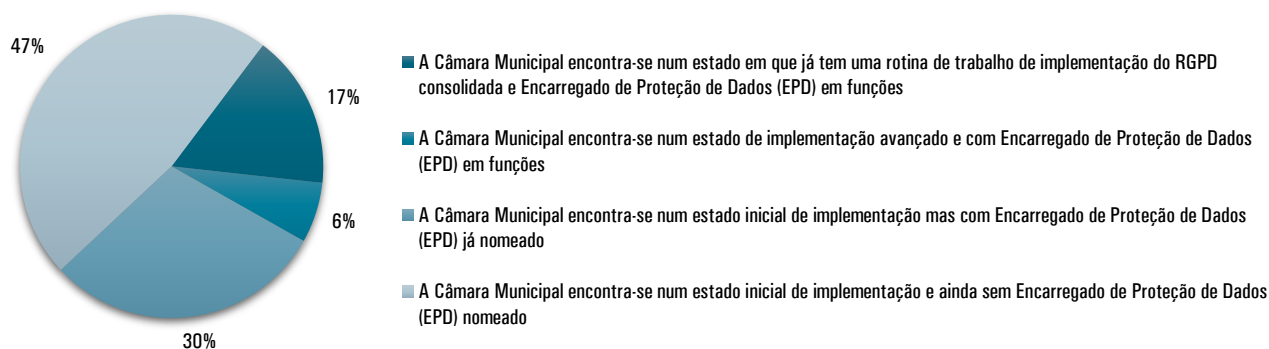 47%
17%
6%
30%
A Câmara Municipal encontra-se num estado em que já tem uma rotina de trabalho de implementação do RGPD
consolidada e Encarregado de Proteção de Dados (EPD) em funções
A Câmara Municipal encontra-se num estado de implementação avançado e com Encarregado de Proteção de Dados
(EPD) em funções
A Câmara Municipal encontra-se num estado inicial de implementação mas com Encarregado de Proteção de Dados
(EPD) já nomeado
A Câmara Municipal encontra-se num estado inicial de implementação e ainda sem Encarregado de Proteção de Dados
(EPD) nomeado